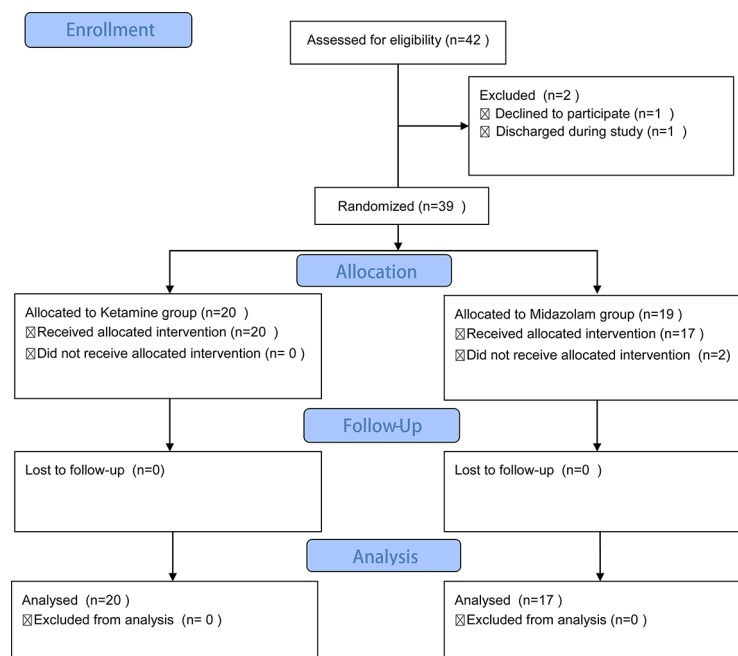 Enrollment
Assessed for eligibility (n=42 )
Excluded (n=2 )
☒ Declined to participate (n=1 )
☒ Discharged during study (n=1 )
Randomized (n=39 )
Allocation
Allocated to Ketamine group (n=20 )
☒Received allocated intervention (n=20 )
☒Did not receive allocated intervention (n= 0 )
Allocated to Midazolam group (n=19 )
☒Received allocated intervention (n=17 )
☒Did not receive allocated intervention (n=2)
Follow-Up
Lost to follow-up (n=0)
Lost to follow-up (n=0 )
Analysis
Analysed (n=20 )
☒Excluded from analysis (n= 0 )
Analysed (n=17 )
☒Excluded from analysis (n=0 )